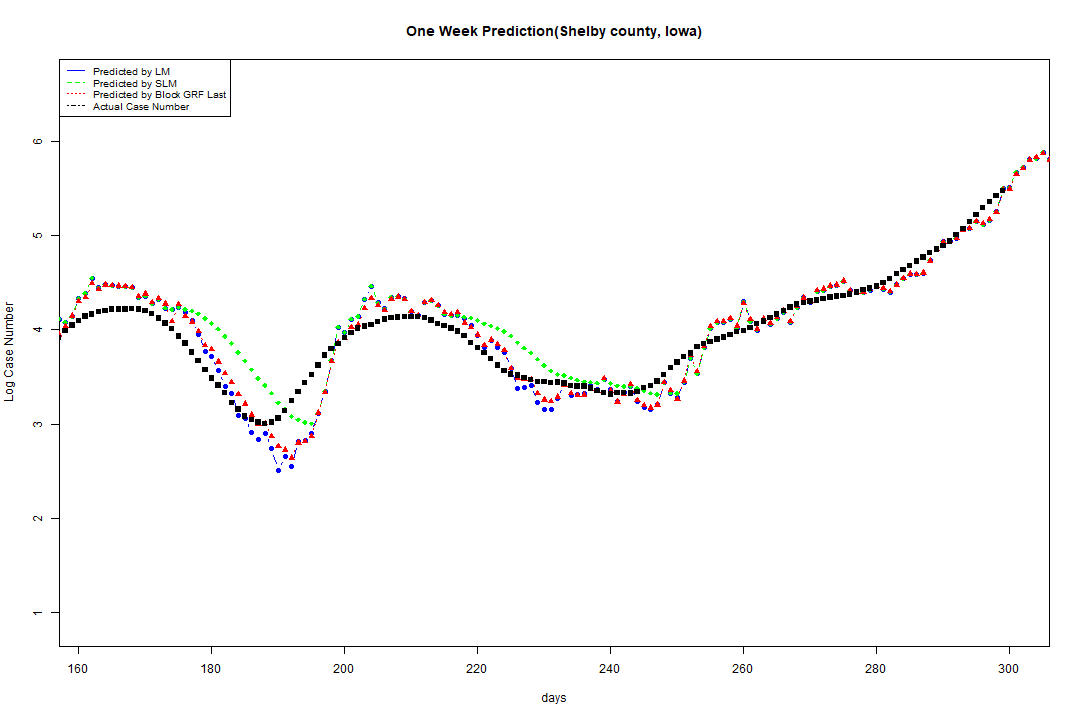 One Week Prediction(Shelby county, Iowa)
Predicted by LM
Predicted by SLM
Predicted by Block GRF Last
Actual Case Number
6
5
4
3
2
1
Log Case Number
160 180 200 220 240 260 280 300
days